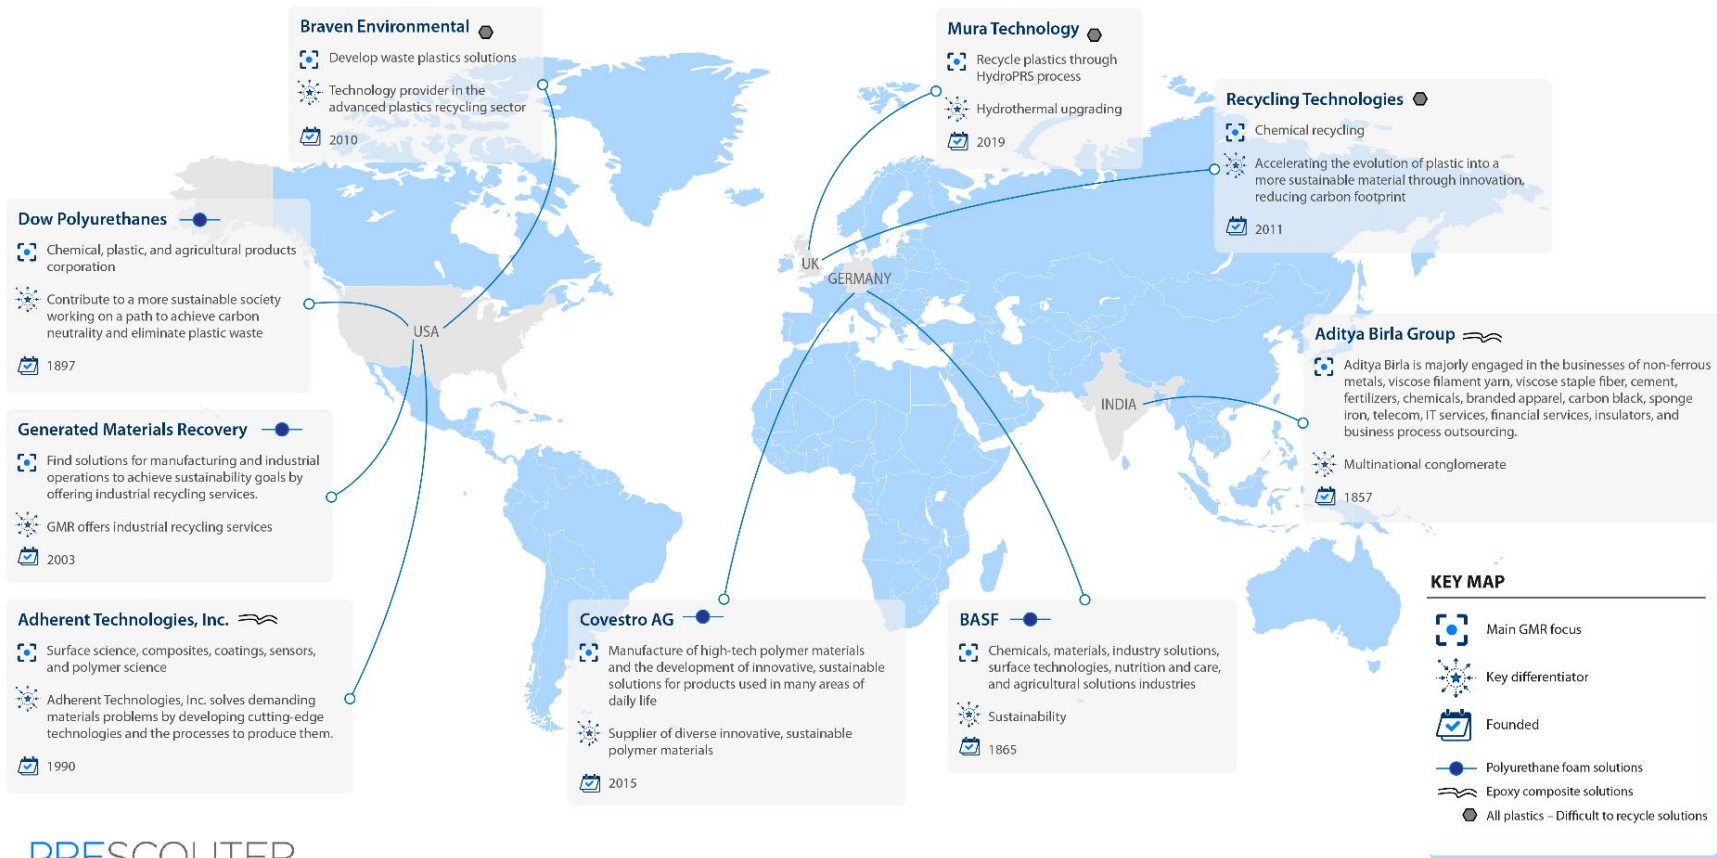 Braven Environmental
Develop waste plastics solutions
Technology provider in the
advanced plastics recycling sector
2010
Mura Technology
Recycle plastics through
HydroPRS process
Hydrothermal upgrading
2019
Recycling Technologies
Chemical recycling
Accelerating the evolution of plastic into a
more sustainable material through innovation,
reducing carbon footprint
2011
Dow Polyurethanes
Chemical, plastic, and agricultural products
corporation
Contribute to a more sustainable society
working on a path to achieve carbon
neutrality and eliminate plastic waste
1897
UK
GERMANY
USA
INDIA
Aditya Birla Group
Aditya Birla is majorly engaged in the businesses of non-ferrous
metals, viscose filament yarn, viscose staple fiber, cement,
fertilizers, chemicals, branded apparel, carbon black, sponge
iron, telecom, IT services, financial services, insulators, and
business process outsourcing.
Multinational conglomerate
1857
Generated Materials Recovery
Find solutions for manufacturing and industrial
operations to achieve sustainability goals by
offering industrial recycling services.
GMR offers industrial recycling services
2003
Adherent Technologies, Inc.
Surface science, composites, coatings, sensors,
and polymer science
Adherent Technologies, Inc. solves demanding
materials problems by developing cutting-edge
technologies and the processes to produce them.
1990
Covestro AG
Manufacture of high-tech polymer materials
and the development of innovative, sustainable
solutions for products used in many areas of
daily life
Supplier of diverse innovative, sustainable
polymer materials
2015
BASF
Chemicals, materials, industry solutions,
surface technologies, nutrition and care,
and agricultural solutions industries
Sustainability
1865
KEY MAP
Main GMR focus
Key differentiator
Founded
Polyurethane foam solutions
Epoxy composite solutions
All plastics – Difficult to recycle solutions
PRESCOUTER